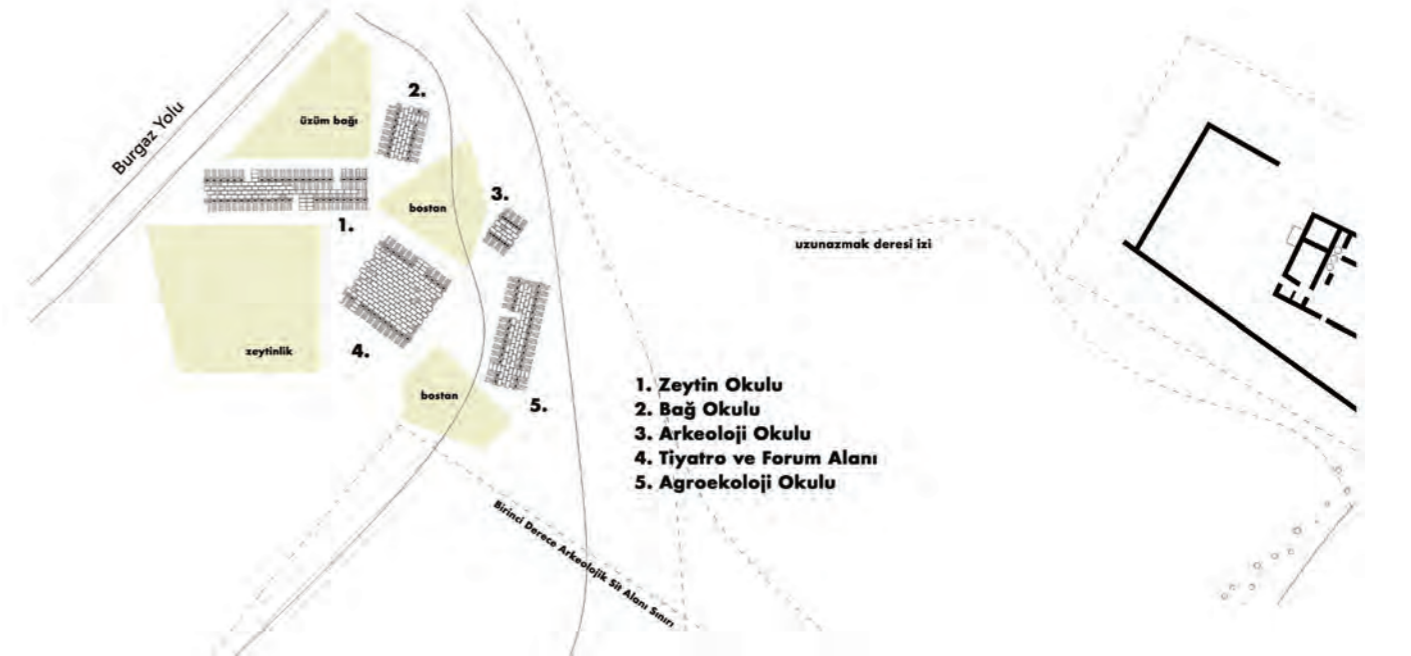 Burgaz Yolu
üzüm bağı
2.
bostan
3.
1.
zeytinlik
4.
bostan
5.
uzunazmak deresi izi
1. Zeytin Okulu
2. Bağ Okulu
3. Arkeoloji Okulu
4. Tiyatro ve Forum Alanı
5. Agroekoloji Okulu
Birinci Derece Arkeolojik Sit Alanı Sınırı